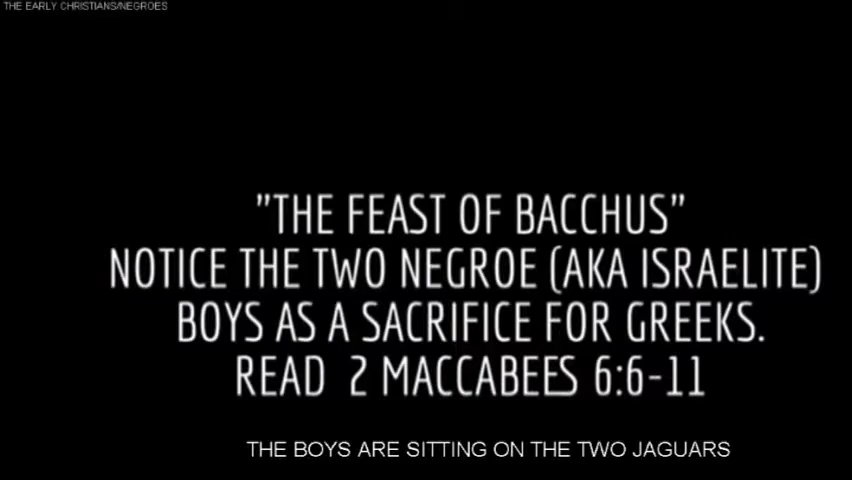 THE EARLY CHRISTIANS/NEGROES
"THE FEAST OF BACCHUS"
NOTICE THE TWO NEGROE (AKA ISRAELITE)
BOYS AS A SACRIFICE FOR GREEKS.
READ 2 MACCABEES 6:6-11
THE BOYS ARE SITTING ON THE TWO JAGUARS